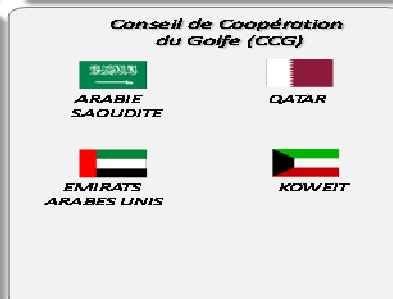 Conseil de Coopération
du Golfe (CCG)
ARABIE
SAOUDITE
QATAR
EMIRATS
ARABES UNIS
KOWEIT